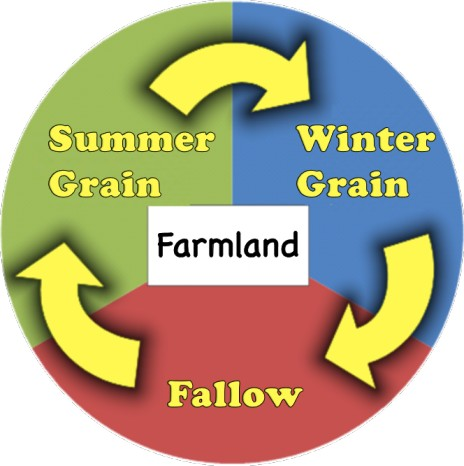 Summer
Grain
Winter
Grain
Farmland
Fallow